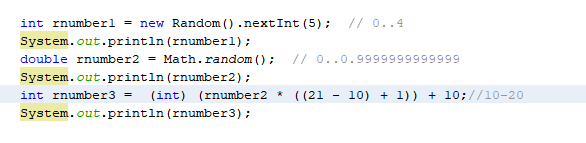 int rnumber1 = new Random().nextInt(5);  // 0..4
System.out.println(rnumber1);
double rnumber2 = Math.random();  // 0..0.9999999999999
System.out.println(rnumber2);
int rnumber3 =  (int) (rnumber2 * ((21 - 10) + 1)) + 10;//10-20
System.out.println(rnumber3);